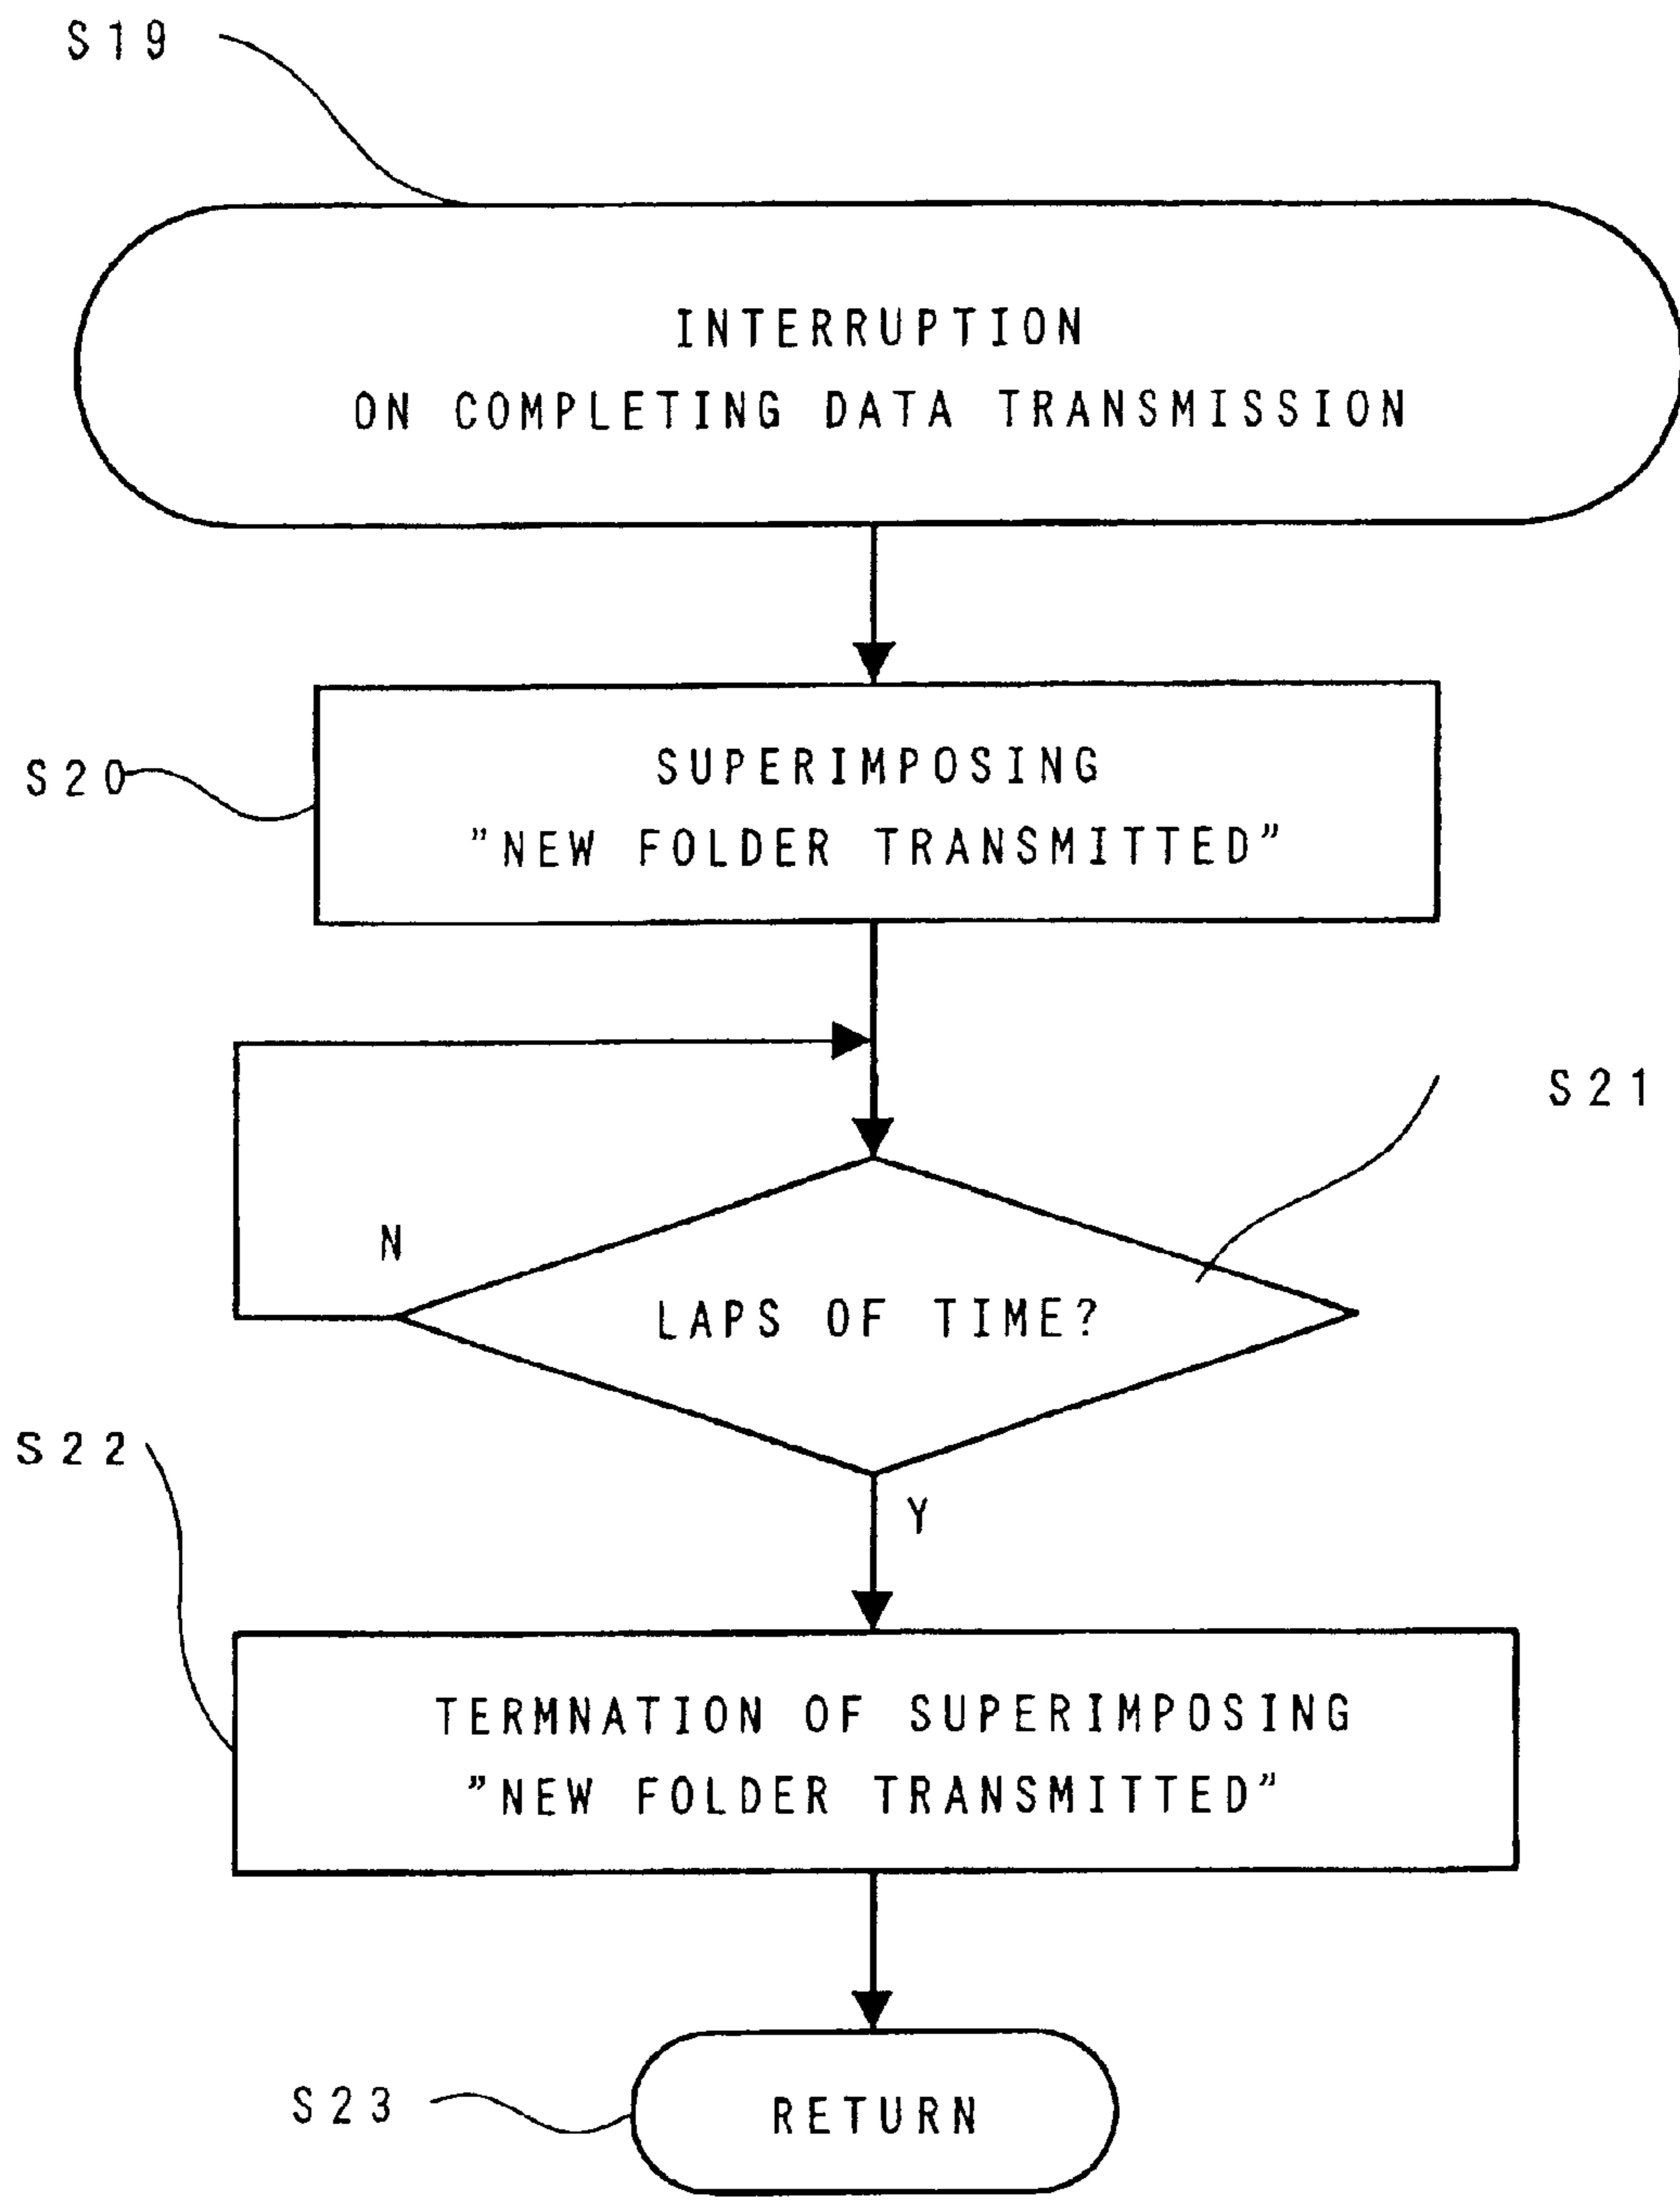 S19
INTERRUPTION
ON COMPLETING DATA TRANSMISSION
S20
SUPERIMPOSING
"NEW FOLDER TRANSMITTED"
S21
N
LAPS OF TIME?
S22
Y
TERMNATION OF SUPERIMPOSING
"NEW FOLDER TRANSMITTED"
S23
RETURN